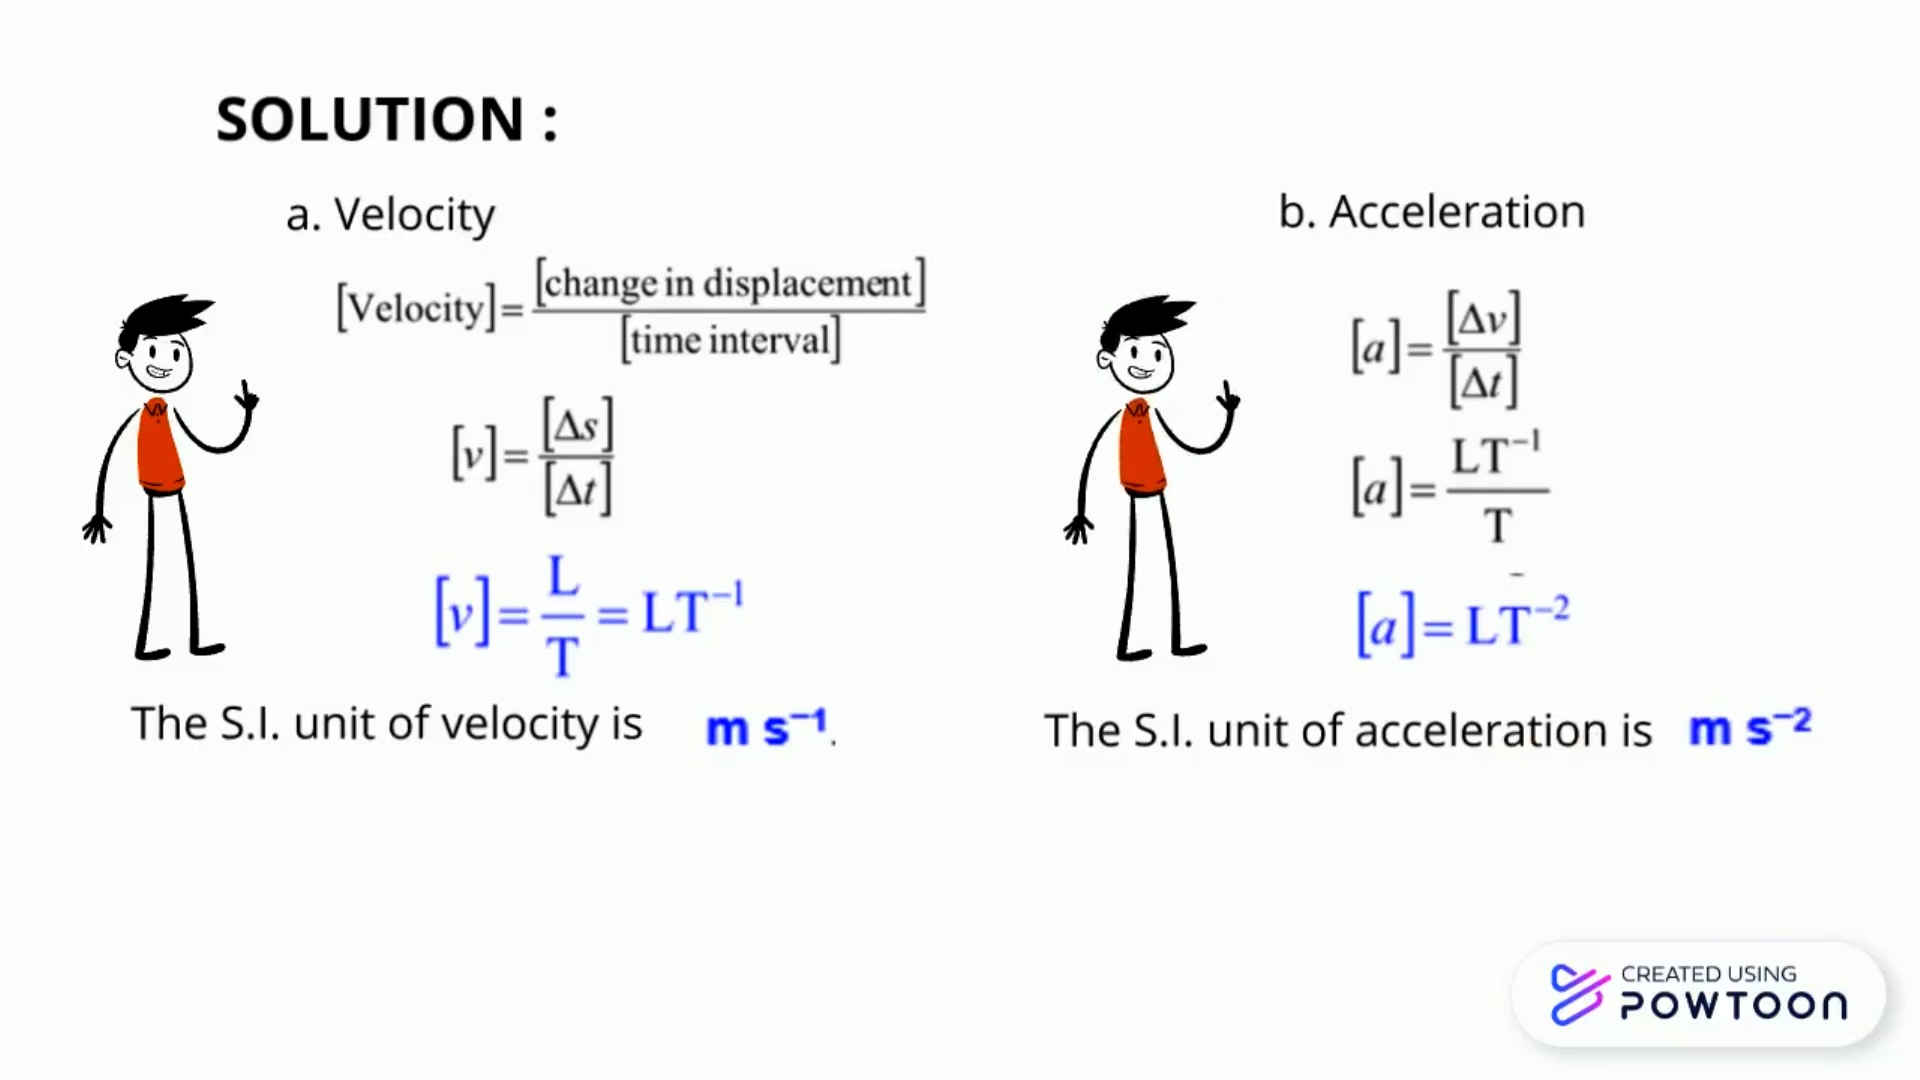 SOLUTION :
a. Velocity
[Velocity] = [change in displacement] / [time interval]
[v] = [Δs] / [Δt]
[v] = L / T = LT⁻¹
The S.I. unit of velocity is m s⁻¹.
b. Acceleration
[a] = [Δv] / [Δt]
[a] = LT⁻¹ / T
[a] = LT⁻²
The S.I. unit of acceleration is m s⁻²
CREATED USING
POWTOON